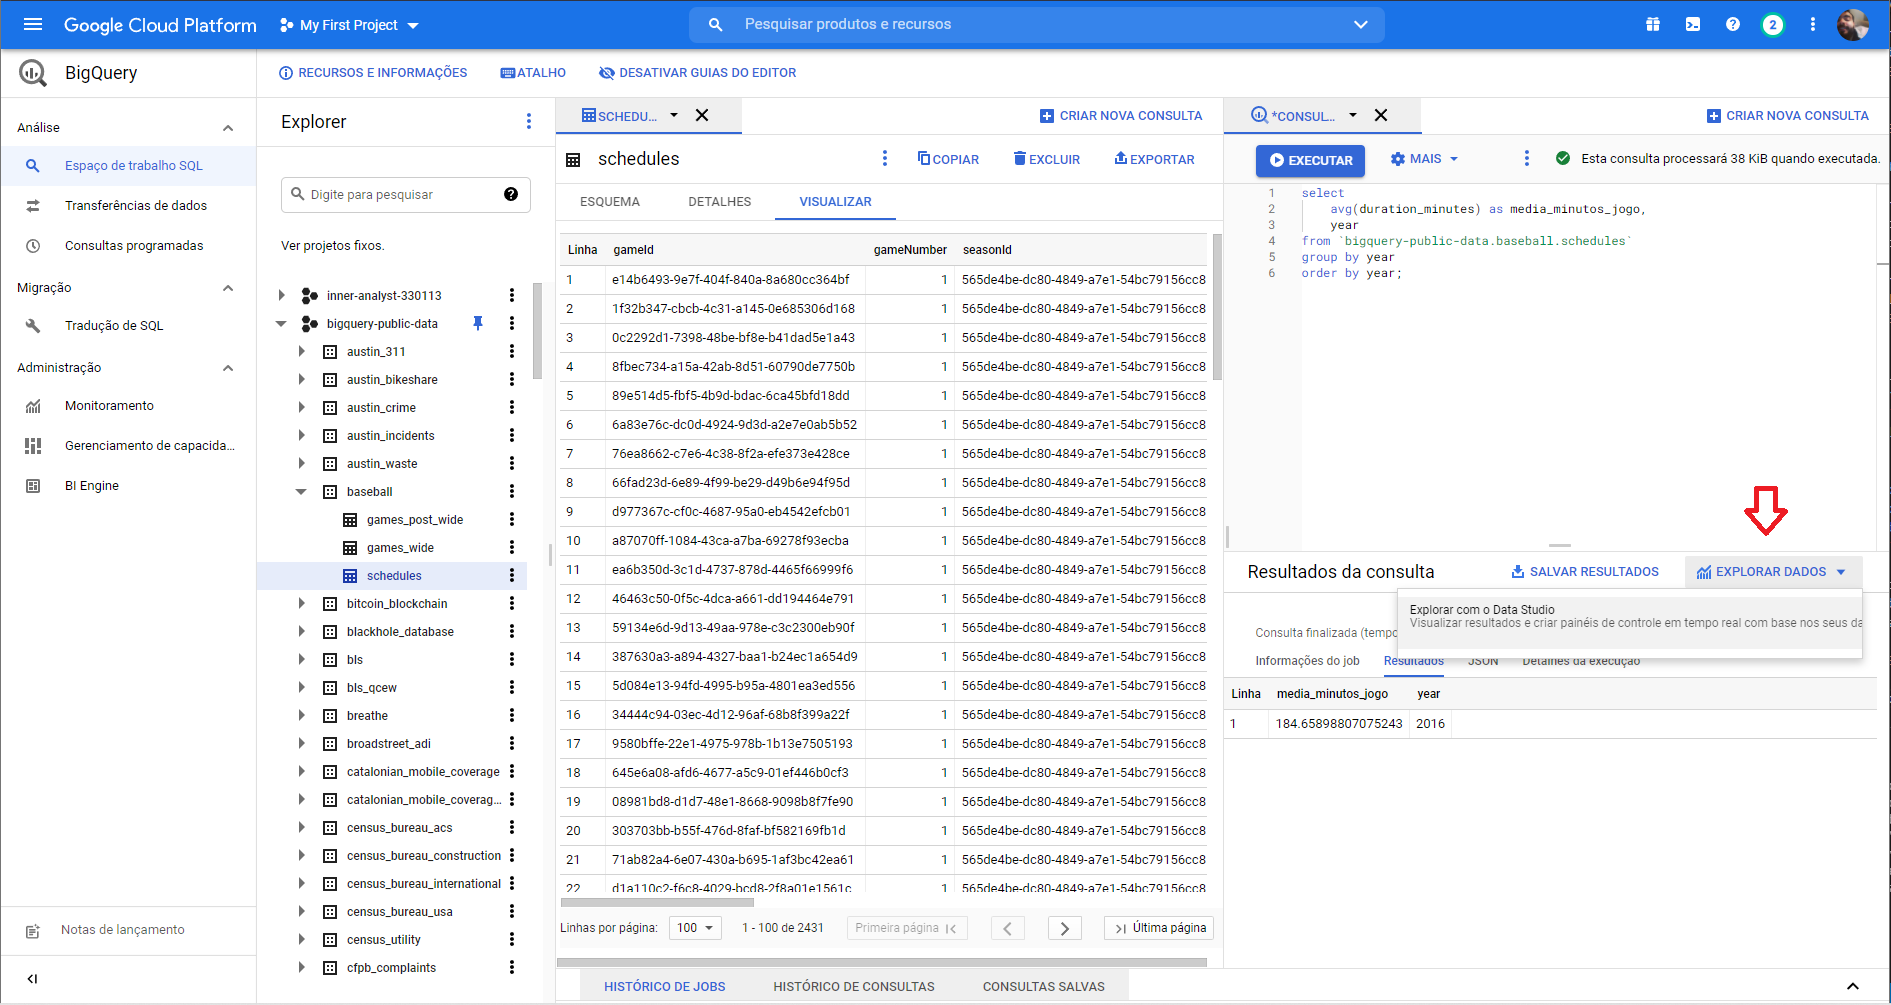 Google Cloud Platform
My First Project
Pesquisar produtos e recursos
2
BigQuery
RECURSOS E INFORMAÇÕES
ATALHO
DESATIVAR GUIAS DO EDITOR
Análise
Espaço de trabalho SQL
Transferências de dados
Consultas programadas
Migração
Tradução de SQL
Administração
Monitoramento
Gerenciamento de capacida...
BI Engine
Notas de lançamento
Explorer
Digite para pesquisar
Ver projetos fixos.
inner-analyst-330113
bigquery-public-data
austin_311
austin_bikeshare
austin_crime
austin_incidents
austin_waste
baseball
games_post_wide
games_wide
schedules
bitcoin_blockchain
blackhole_database
bls
bls_qcew
breathe
broadstreet_adi
catalonian_mobile_coverage
catalonian_mobile_coverag...
census_bureau_acs
census_bureau_construction
census_bureau_international
census_bureau_usa
census_utility
cfpb_complaints
SCHEDU...
CRIAR NOVA CONSULTA
schedules
COPIAR
EXCLUIR
EXPORTAR
ESQUEMA
DETALHES
VISUALIZAR
Linha gameId gameNumber seasonId
1 e14b6493-9e7f-404f-840a-8a680cc364bf 1 565de4be-dc80-4849-a7e1-54bc79156cc8
2 1f32b347-cbcb-4c31-a145-0e685306d168 1 565de4be-dc80-4849-a7e1-54bc79156cc8
3 0c2292d1-7398-48be-bf8e-b41dad5e1a43 1 565de4be-dc80-4849-a7e1-54bc79156cc8
4 8fbec734-a15a-42ab-8d51-60790de7750b 1 565de4be-dc80-4849-a7e1-54bc79156cc8
5 89e514d5-fbf5-4b9d-bdac-6ca45bfd18dd 1 565de4be-dc80-4849-a7e1-54bc79156cc8
6 6a83e76c-dc0d-4924-9d3d-a2e7e0ab5b52 1 565de4be-dc80-4849-a7e1-54bc79156cc8
7 76ea8662-c7e6-4c38-8f2a-efe373e428ce 1 565de4be-dc80-4849-a7e1-54bc79156cc8
8 66fad23d-6e89-4f99-be29-d49b6e94f95d 1 565de4be-dc80-4849-a7e1-54bc79156cc8
9 d977367c-cf0c-4687-95a0-eb4542efcb01 1 565de4be-dc80-4849-a7e1-54bc79156cc8
10 a87070ff-1084-43ca-a7ba-69278f93ecba 1 565de4be-dc80-4849-a7e1-54bc79156cc8
11 ea6b350d-3c1d-4737-878d-4465f66999f6 1 565de4be-dc80-4849-a7e1-54bc79156cc8
12 46463c50-0f5c-4dca-a661-dd194464e791 1 565de4be-dc80-4849-a7e1-54bc79156cc8
13 59134e6d-9d13-49aa-978e-c3c2300eb90f 1 565de4be-dc80-4849-a7e1-54bc79156cc8
14 387630a3-a894-4327-baa1-b24ec1a654d9 1 565de4be-dc80-4849-a7e1-54bc79156cc8
15 5d084e13-94fd-4995-b95a-4801ea3ed556 1 565de4be-dc80-4849-a7e1-54bc79156cc8
16 34444c94-03ec-4d12-96af-68b8f399a22f 1 565de4be-dc80-4849-a7e1-54bc79156cc8
17 9580bffe-22e1-4975-978b-1b13e7505193 1 565de4be-dc80-4849-a7e1-54bc79156cc8
18 645e6a08-afd6-4677-a5c9-01ef446b0cf3 1 565de4be-dc80-4849-a7e1-54bc79156cc8
19 08981bd8-d1d7-48e1-8668-9098b8f7fe90 1 565de4be-dc80-4849-a7e1-54bc79156cc8
20 303703bb-b55f-476d-8faf-bf582169fb1d 1 565de4be-dc80-4849-a7e1-54bc79156cc8
21 71ab82a4-6e07-430a-b695-1af3bc42ea61 1 565de4be-dc80-4849-a7e1-54bc79156cc8
22 d1a110c2-f6c8-4029-bcd8-2f8a01e1561c 1 565de4be-dc80-4849-a7e1-54bc79156cc8
Linhas por página: 100 1 - 100 de 2431 Primeira página Última página
*CONSUL...
CRIAR NOVA CONSULTA
EXECUTAR
MAIS
Esta consulta processará 38 KiB quando executada.
1 select
2 avg(duration_minutes) as media_minutos_jogo,
3 year
4 from `bigquery-public-data.baseball.schedules`
5 group by year
6 order by year;
Resultados da consulta
SALVAR RESULTADOS
EXPLORAR DADOS
Explorar com o Data Studio
Visualizar resultados e criar painéis de controle em tempo real com base nos seus da
Consulta finalizada (tempo
Informações do job
Resultados
JSON
Detalhes da execução
Linha media_minutos_jogo year
1 184.65898807075243 2016
HISTÓRICO DE JOBS
HISTÓRICO DE CONSULTAS
CONSULTAS SALVAS